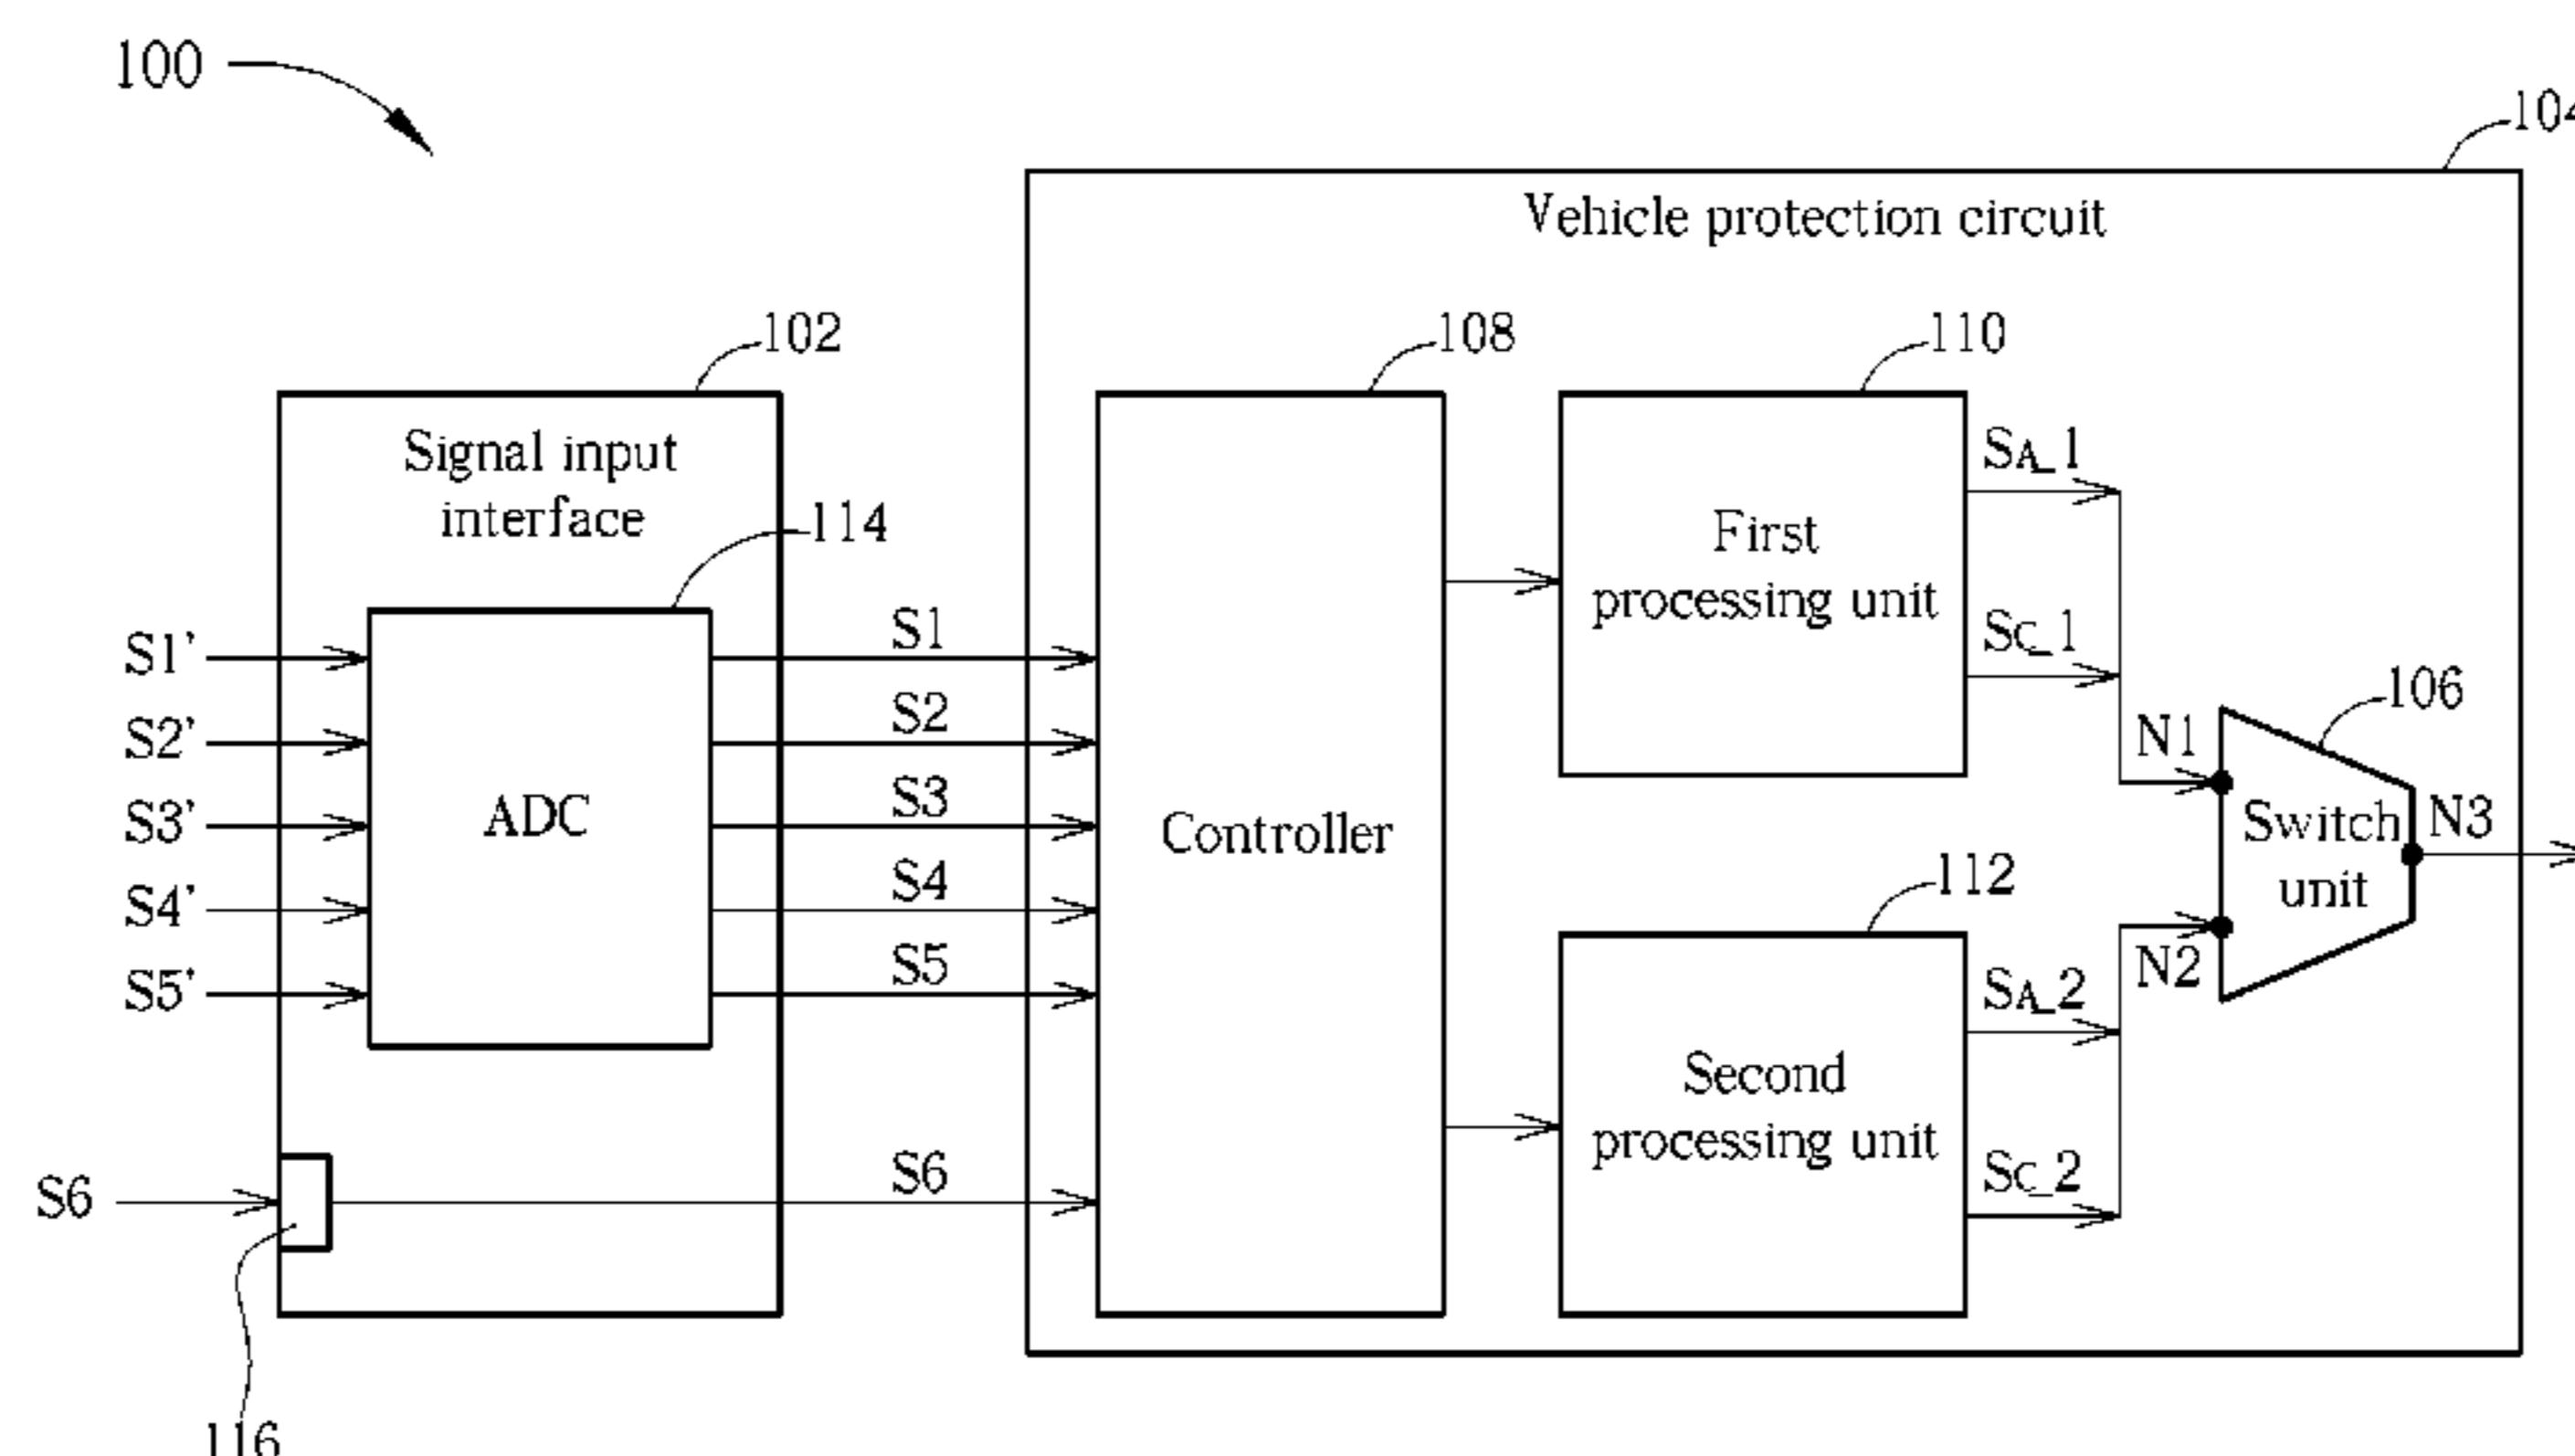 100
104
Vehicle protection circuit
102
108
110
Signal input
interface
114
SA_1
First
processing unit
S1'
S1
SC_1
S2'
S2
N1
106
S3'
ADC
S3
Controller
Switch
unit
N3
S4'
S4
112
S5'
S5
N2
SA_2
Second
processing unit
S6
S6
SC_2
116